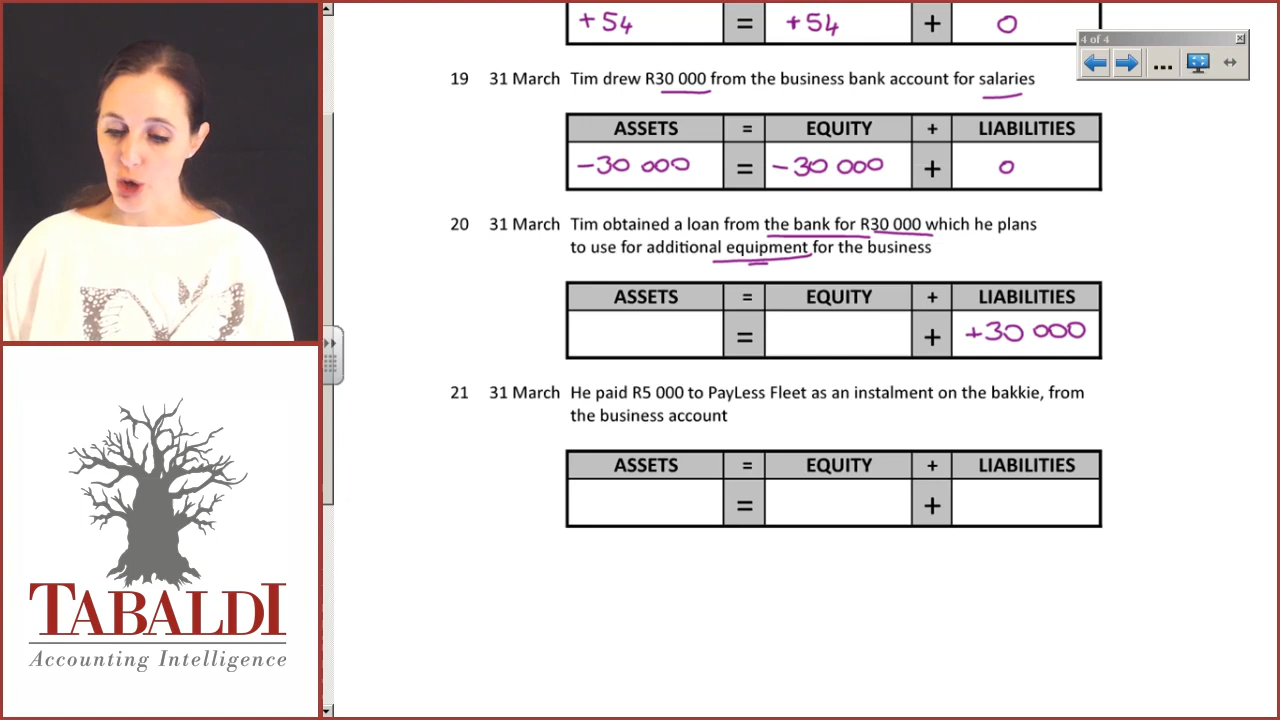 +54 = +54 + 0
4 of 4
19 31 March Tim drew R30 000 from the business bank account for salaries
ASSETS = EQUITY + LIABILITIES
-30 000 = -30 000 + 0
20 31 March Tim obtained a loan from the bank for R30 000 which he plans
to use for additional equipment for the business
ASSETS = EQUITY + LIABILITIES
= + +30 000
21 31 March He paid R5 000 to PayLess Fleet as an instalment on the bakkie, from
the business account
ASSETS = EQUITY + LIABILITIES
= +
TABALDI
Accounting Intelligence